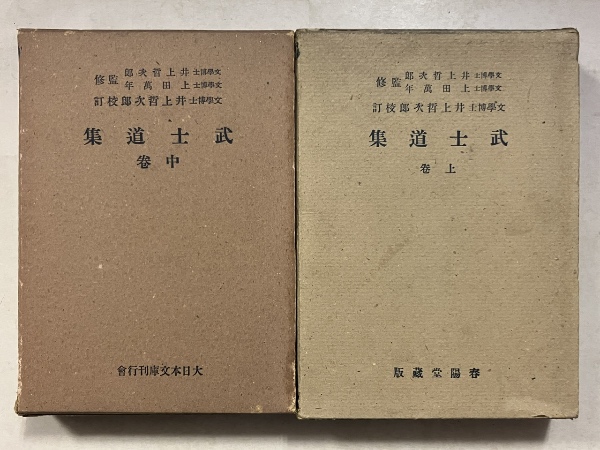 文學博士井上哲次郎
文學博士上田萬年
監修
文學博士井上哲次郎校訂
武士道集
上卷
春陽堂藏版
文學博士井上哲次郎
文學博士上田萬年
監修
文學博士井上哲次郎校訂
武士道集
中卷
大日本文庫刊行會